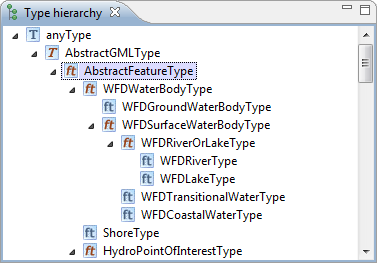 Type hierarchy
T anyType
T AbstractGMLType
ft AbstractFeatureType
ft WFDWaterBodyType
ft WFDGroundWaterBodyType
ft WFDSurfaceWaterBodyType
ft WFDRiverOrLakeType
ft WFDRiverType
ft WFDLakeType
ft WFDTransitionalWaterType
ft WFDCoastalWaterType
ft ShoreType
ft HydroPointOfInterestType